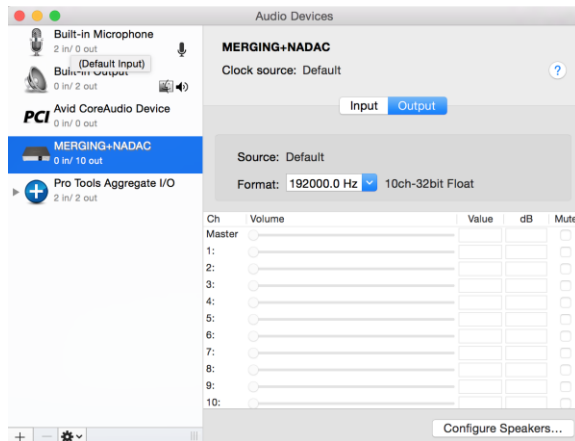 Audio Devices
Built-in Microphone
2 in/ 0 out
(Default Input)
Built-in Output
0 in/ 2 out
PCI
Avid CoreAudio Device
0 in/ 0 out
MERGING+NADAC
0 in/ 10 out
Pro Tools Aggregate I/O
2 in/ 2 out
MERGING+NADAC
Clock source: Default
?
Input Output
Source: Default
Format: 192000.0 Hz 10ch-32bit Float
Ch Volume Value dB Mute
Master
1:
2:
3:
4:
5:
6:
7:
8:
9:
10:
Configure Speakers...